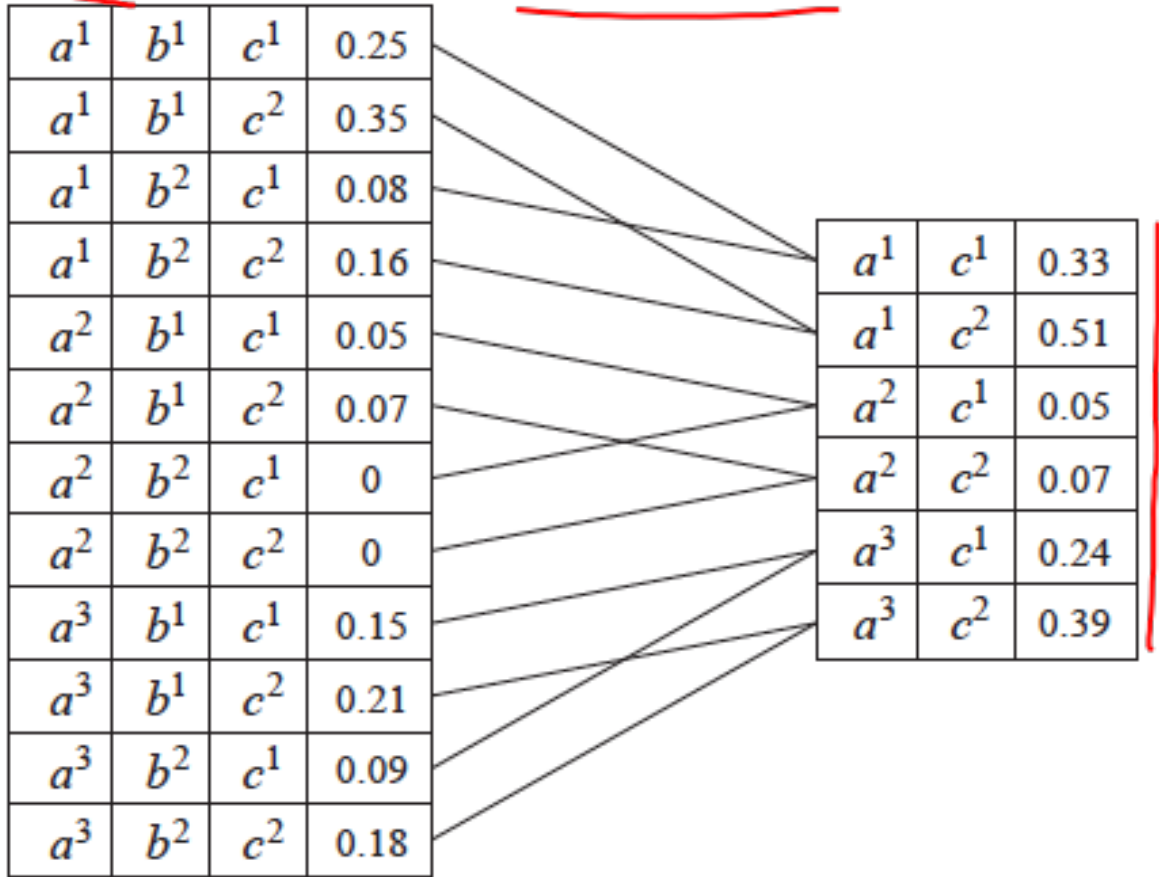 a¹ b¹ c¹ 0.25
a¹ b¹ c² 0.35
a¹ b² c¹ 0.08
a¹ b² c² 0.16
a² b¹ c¹ 0.05
a² b¹ c² 0.07
a² b² c¹ 0
a² b² c² 0
a³ b¹ c¹ 0.15
a³ b¹ c² 0.21
a³ b² c¹ 0.09
a³ b² c² 0.18
a¹ c¹ 0.33
a¹ c² 0.51
a² c¹ 0.05
a² c² 0.07
a³ c¹ 0.24
a³ c² 0.39